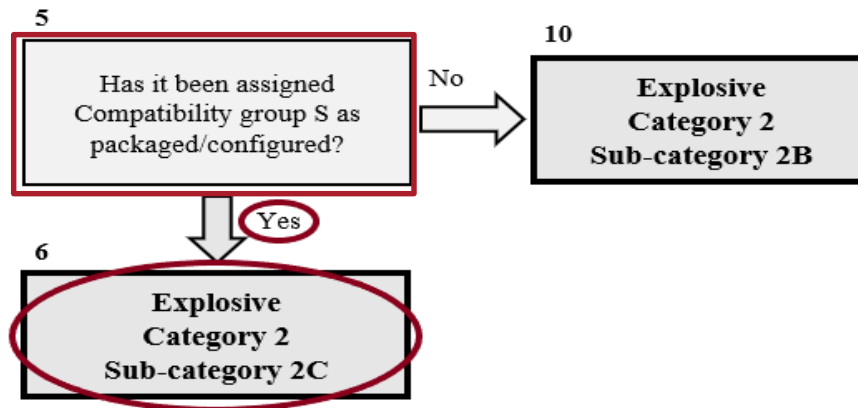 5
Has it been assigned
Compatibility group S as
packaged/configured?
No
10
Explosive
Category 2
Sub-category 2B
Yes
6
Explosive
Category 2
Sub-category 2C